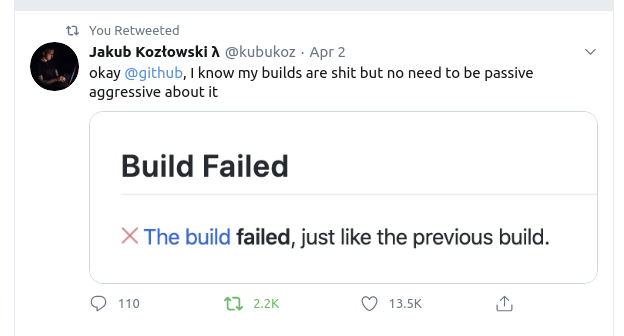 You Retweeted
Jakub Kozłowski λ @kubukoz · Apr 2
okay @github, I know my builds are shit but no need to be passive
aggressive about it
Build Failed
The build failed, just like the previous build.
110 2.2K 13.5K